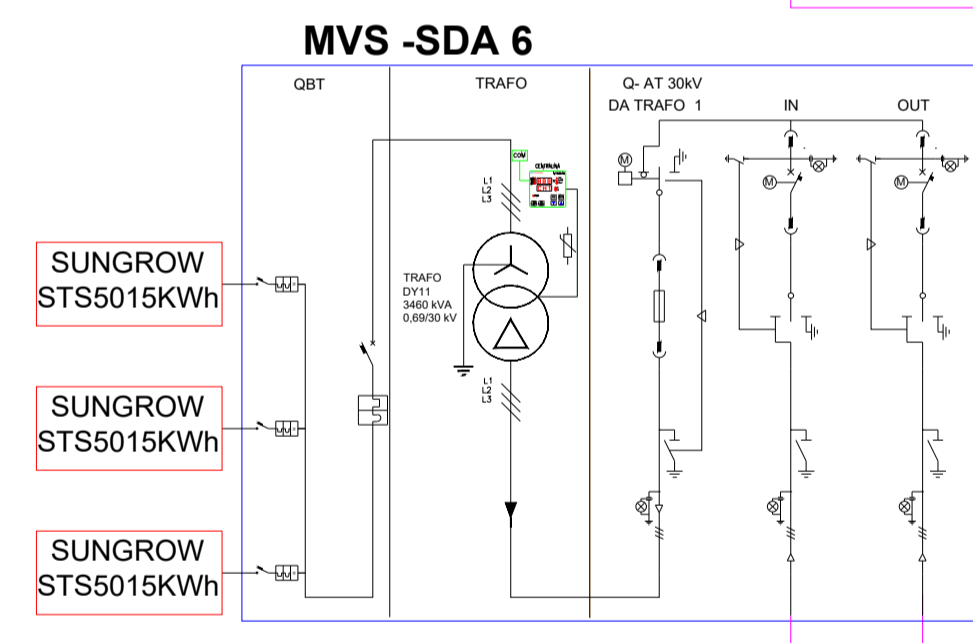 MVS -SDA 6
QBT
TRAFO
Q- AT 30kV
DA TRAFO 1
IN
OUT
COM
CENTRALINA
M
M
M
L1
L2
L3
SUNGROW
STS5015KWh
TRAFO
DY11
3460 kVA
0,69/30 kV
L1
L2
L3
SUNGROW
STS5015KWh
SUNGROW
STS5015KWh